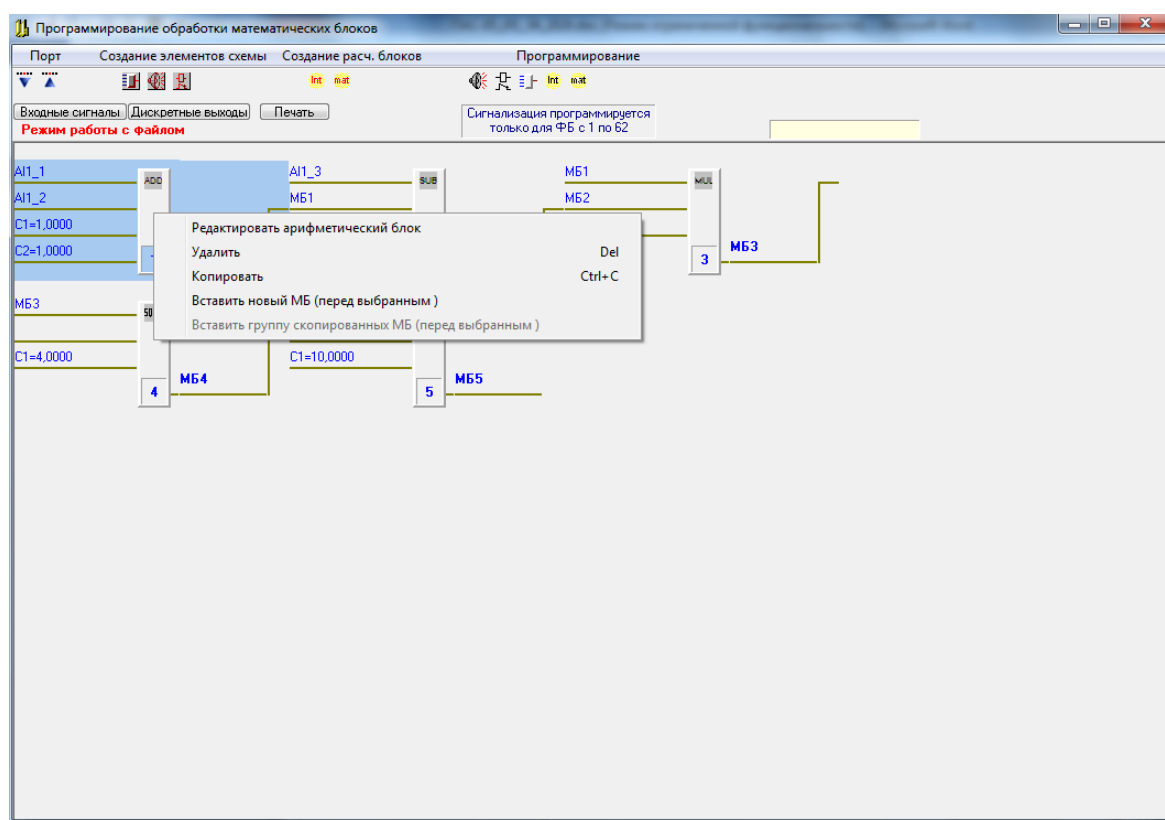 Программирование обработки математических блоков
Порт Создание элементов схемы Создание расч. блоков Программирование
Int mat Int mat
Входные сигналы Дискретные выходы Печать
Режим работы с файлом
Сигнализация программируется
только для ФБ с 1 по 62
AI1_1 ADD AI1_3 SUB МБ1 MUL
AI1_2 МБ1 МБ2
C1=1,0000
C2=1,0000
МБ3
3
Редактировать арифметический блок
Удалить Del
Копировать Ctrl+C
Вставить новый МБ (перед выбранным )
Вставить группу скопированных МБ (перед выбранным )
МБ3
C1=4,0000 C1=10,0000
МБ4 МБ5
4 5